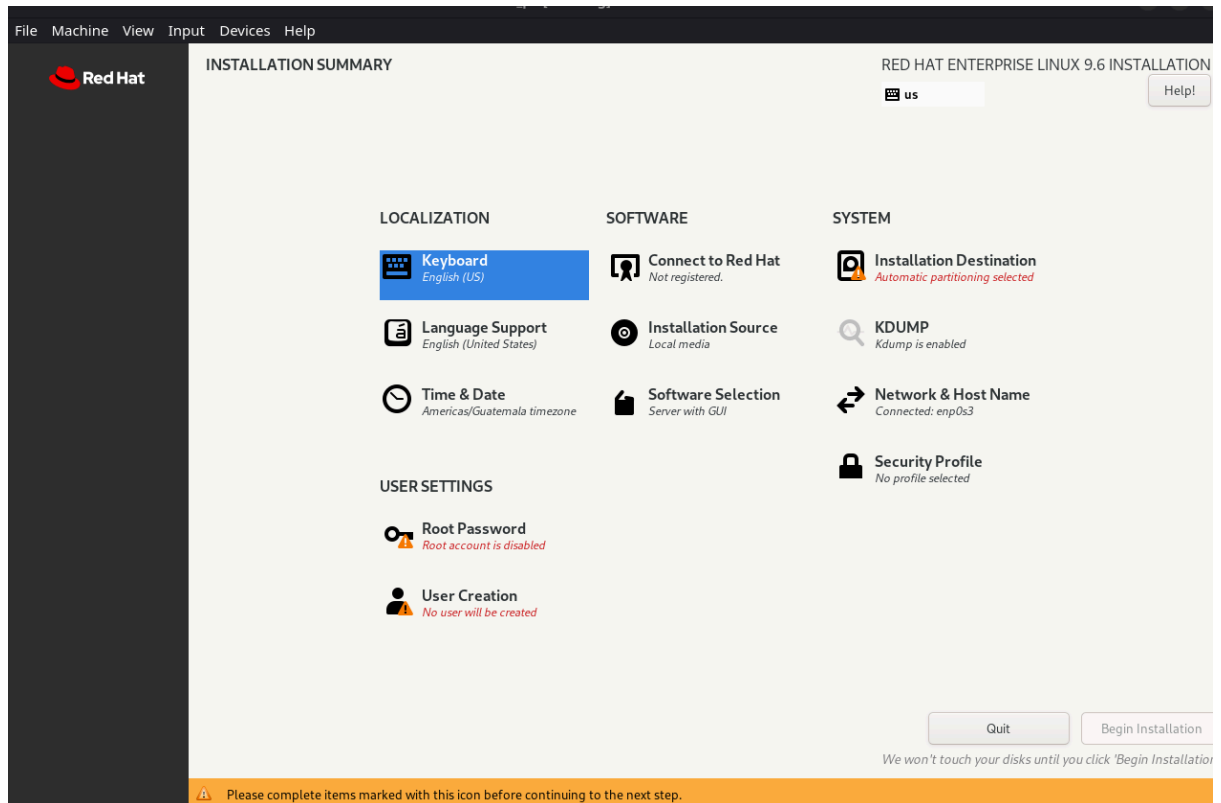 File Machine View Input Devices Help
Red Hat
INSTALLATION SUMMARY
RED HAT ENTERPRISE LINUX 9.6 INSTALLATION
us
Help!
LOCALIZATION
Keyboard
English (US)
Language Support
English (United States)
Time & Date
Americas/Guatemala timezone
SOFTWARE
Connect to Red Hat
Not registered.
Installation Source
Local media
Software Selection
Server with GUI
SYSTEM
Installation Destination
Automatic partitioning selected
KDUMP
Kdump is enabled
Network & Host Name
Connected: enp0s3
Security Profile
No profile selected
USER SETTINGS
Root Password
Root account is disabled
User Creation
No user will be created
Quit
Begin Installation
We won't touch your disks until you click 'Begin Installation
Please complete items marked with this icon before continuing to the next step.